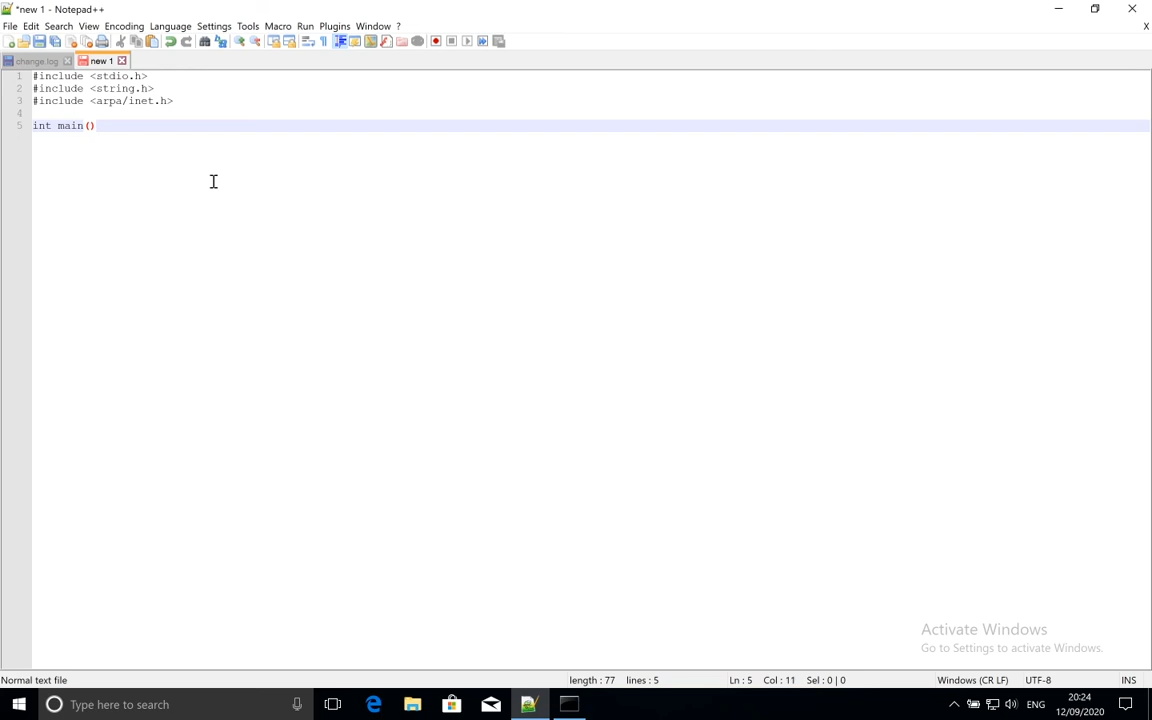 *new 1 - Notepad++
File Edit Search View Encoding Language Settings Tools Macro Run Plugins Window ?
X
change.log new 1
1 #include <stdio.h>
2 #include <string.h>
3 #include <arpa/inet.h>
4
5 int main()
Activate Windows
Go to Settings to activate Windows.
Normal text file length : 77 lines : 5 Ln : 5 Col : 11 Sel : 0 | 0 Windows (CR LF) UTF-8 INS
Type here to search ENG 20:24
12/09/2020